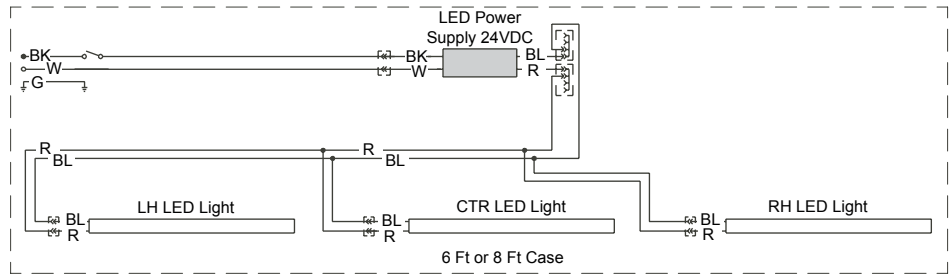 LED Power
Supply 24VDC
BK
BK
BL
W
W
R
G
R
R
BL
BL
LH LED Light
CTR LED Light
RH LED Light
BL
BL
BL
R
R
R
6 Ft or 8 Ft Case